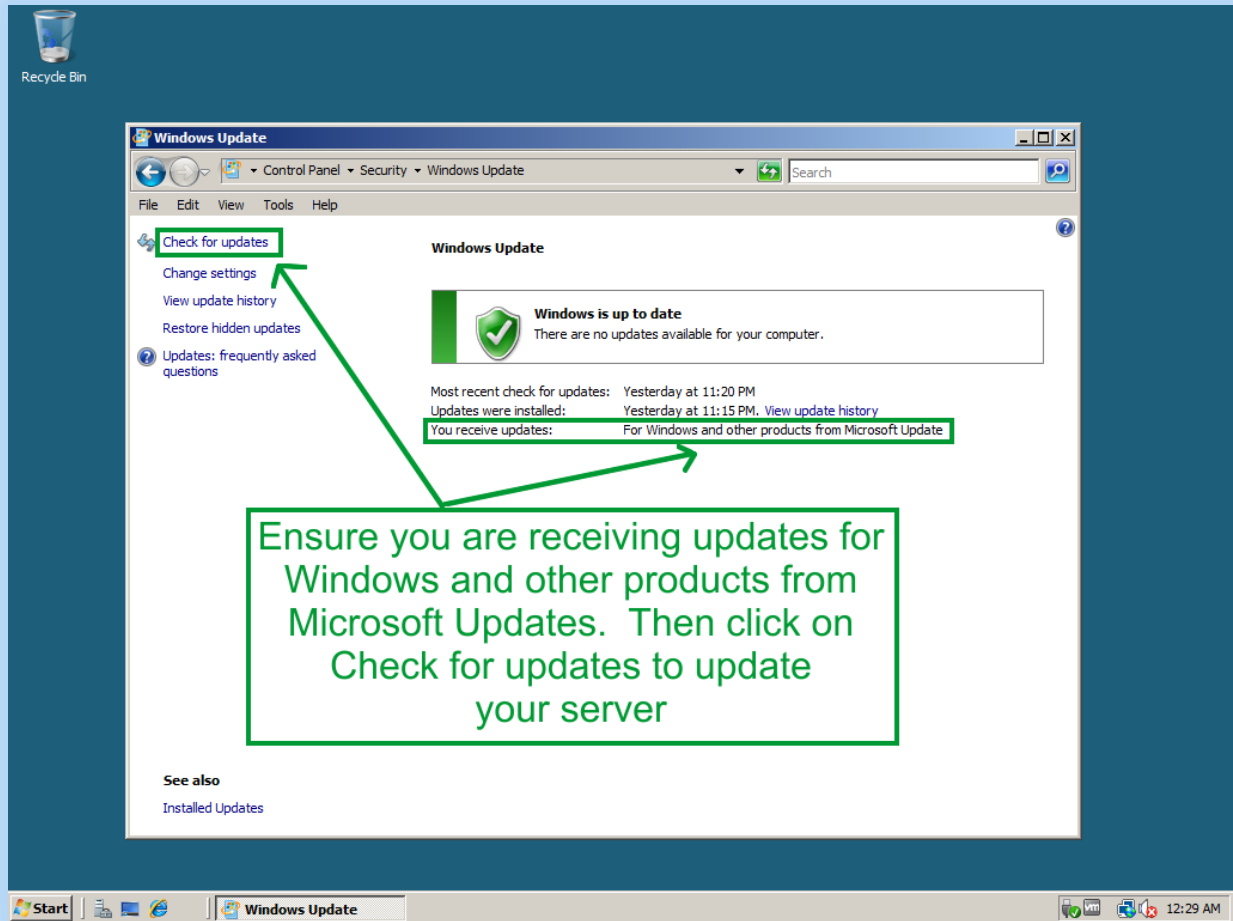 Recycle Bin
Windows Update
Control Panel Security Windows Update
Search
File Edit View Tools Help
Check for updates
Change settings
View update history
Restore hidden updates
Updates: frequently asked
questions
Windows Update
Windows is up to date
There are no updates available for your computer.
Most recent check for updates: Yesterday at 11:20 PM
Updates were installed: Yesterday at 11:15 PM. View update history
You receive updates: For Windows and other products from Microsoft Update
Ensure you are receiving updates for
Windows and other products from
Microsoft Updates. Then click on
Check for updates to update
your server
See also
Installed Updates
Start
Windows Update
vm
12:29 AM